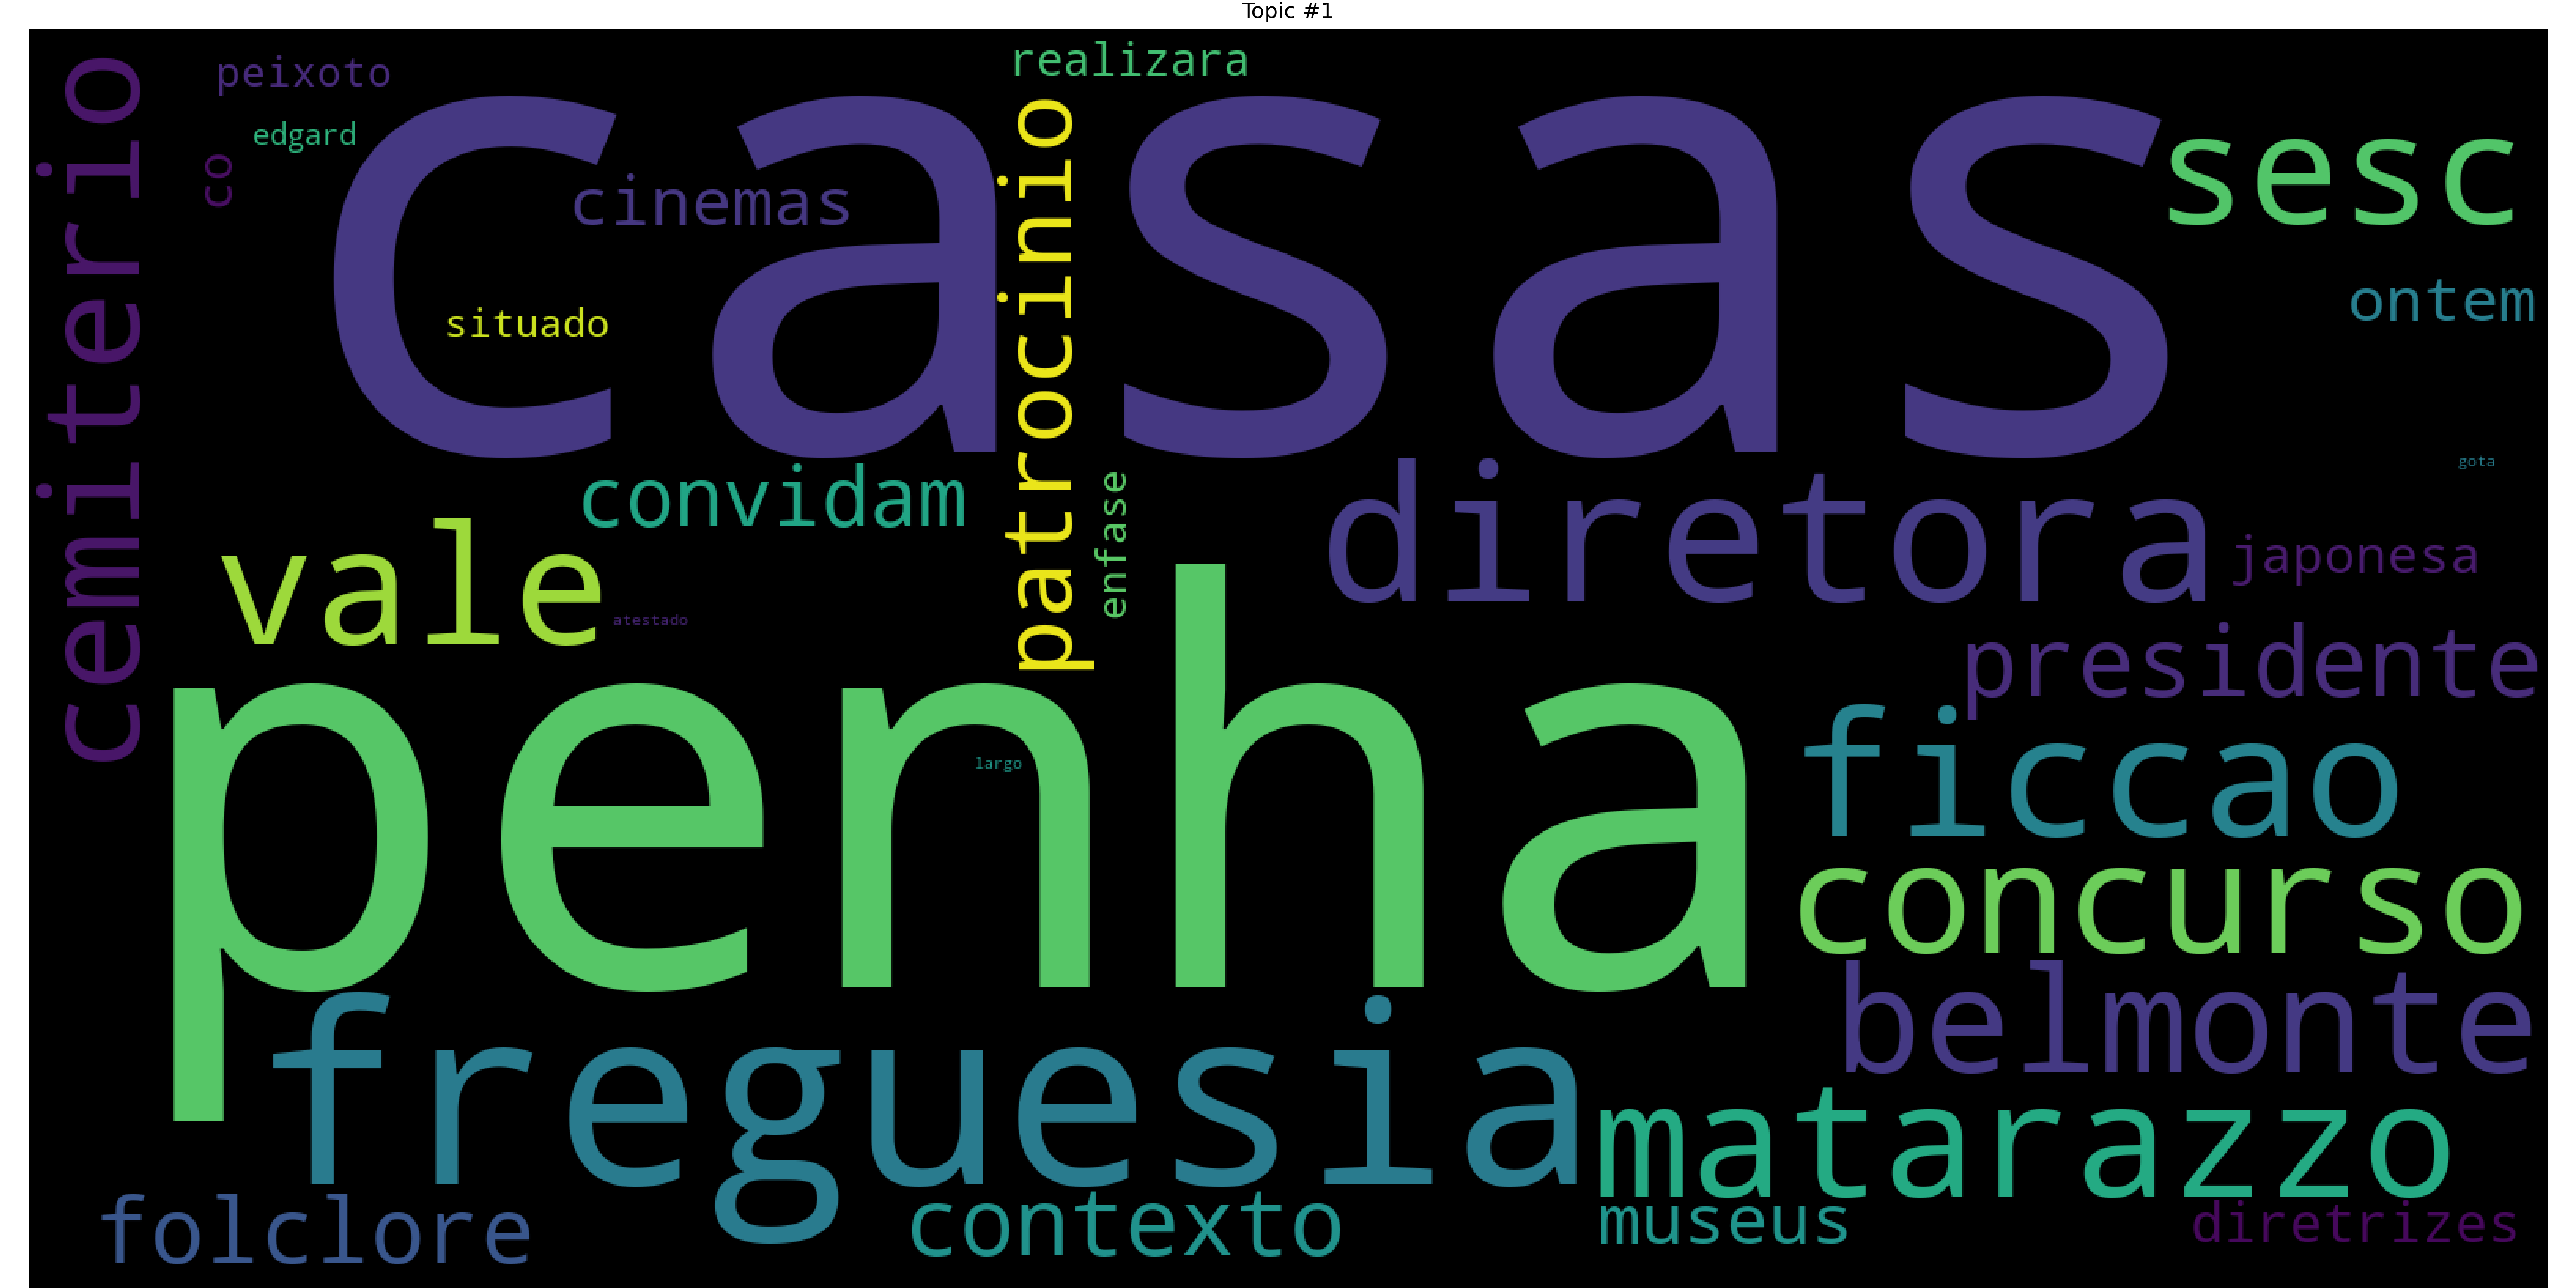 Topic #1
cemiterio
peixoto
edgard
co
cinemas
situado
casas
realizara
patrocinio
sesc
ontem
gota
convidam
enfase
diretora
japonesa
vale
atestado
presidente
penha
largo
ficcao
concurso
belmonte
freguesia
matarazzo
folclore
contexto
museus
diretrizes